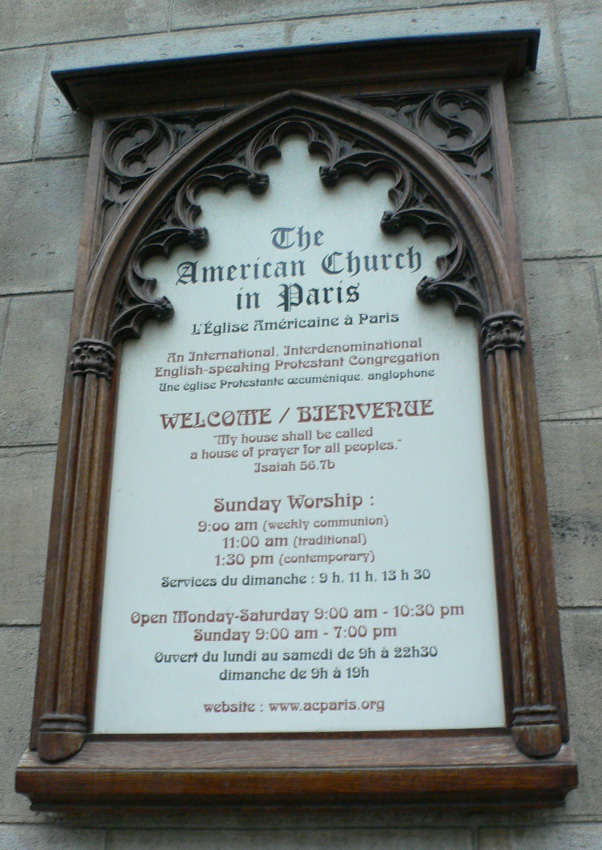 The
American Church
in Paris
L'Église Américaine à Paris
An International, Interdenominational
English-speaking Protestant Congregation
Une église Protestante œcuménique, anglophone
WELCOME / BIENVENUE
"My house shall be called
a house of prayer for all peoples."
Isaiah 56.7b
Sunday Worship :
9:00 am (weekly communion)
11:00 am (traditional)
1:30 pm (contemporary)
Services du dimanche : 9 h. 11 h. 13 h 30
Open Monday-Saturday 9:00 am - 10:30 pm
Sunday 9:00 am - 7:00 pm
Ouvert du lundi au samedi de 9h à 22h30
dimanche de 9h à 19h
website : www.acparis.org